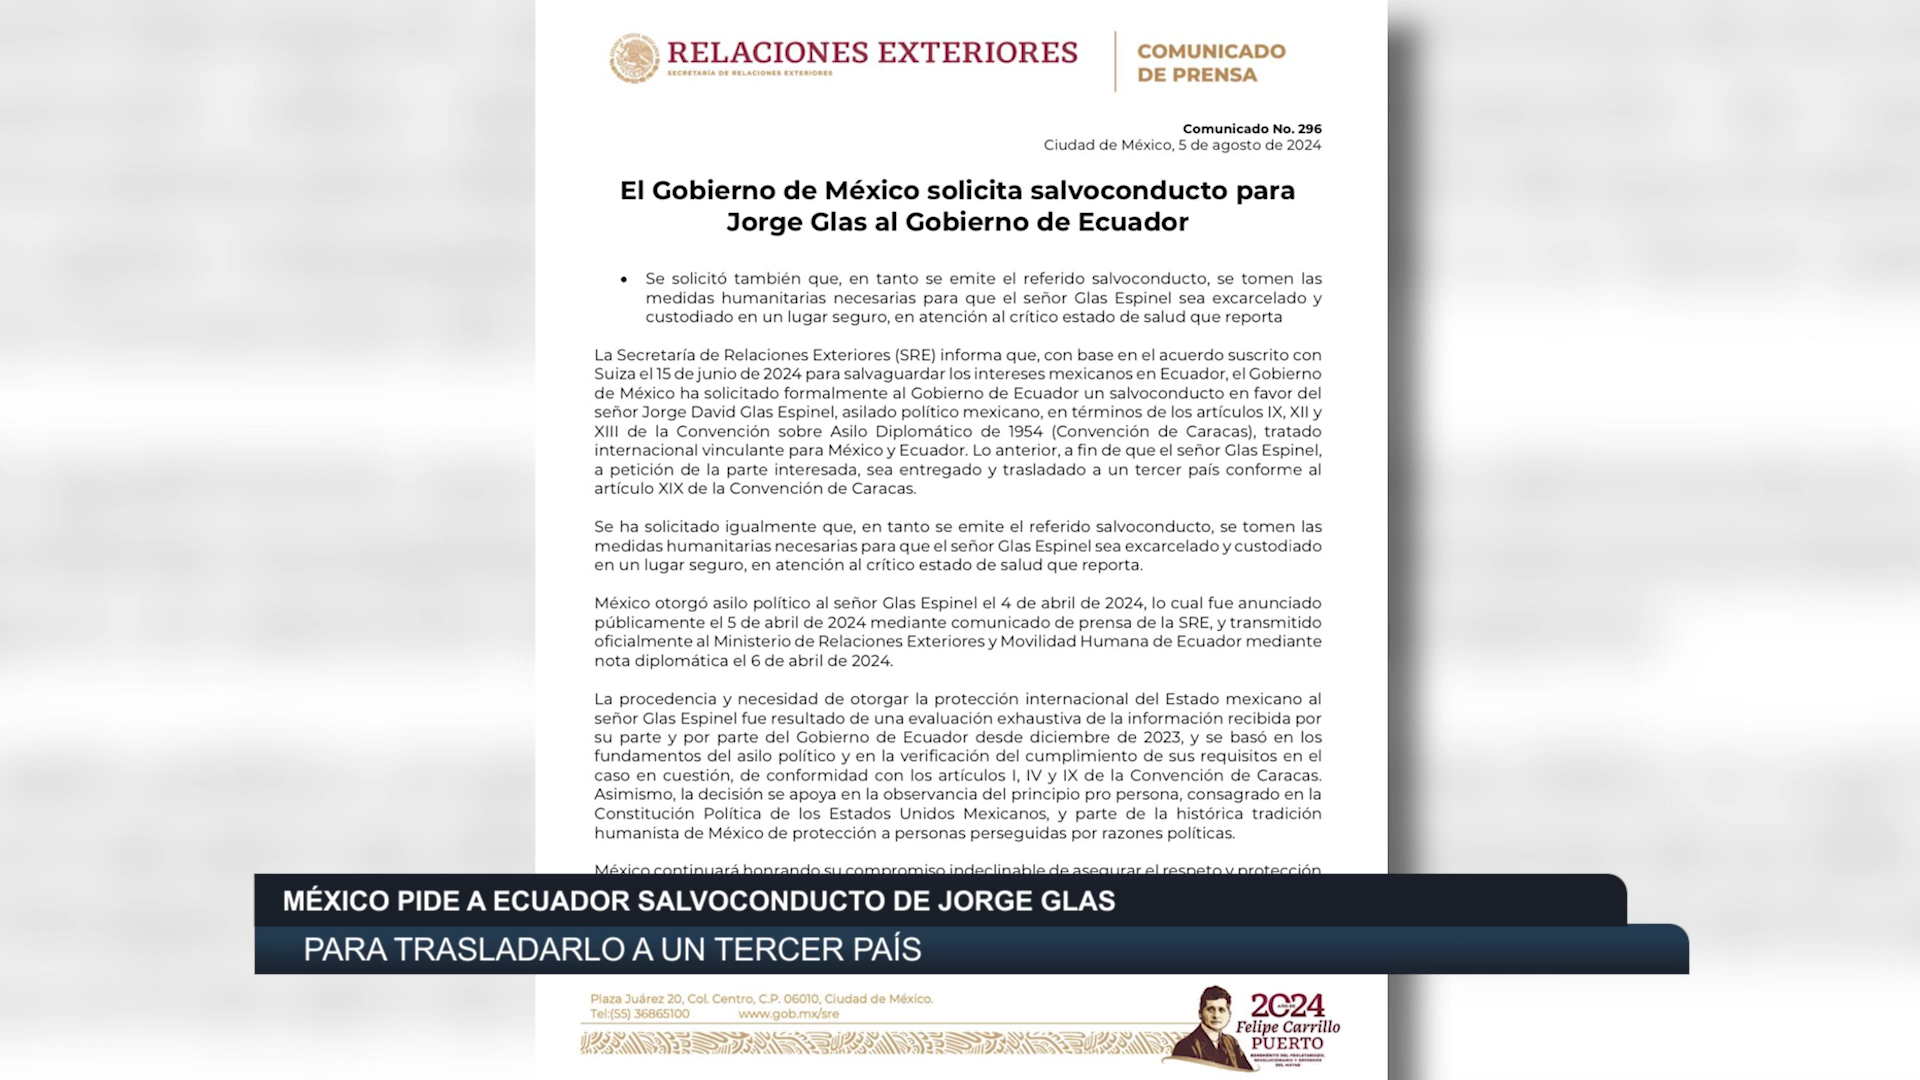 RELACIONES EXTERIORES
SECRETARÍA DE RELACIONES EXTERIORES
COMUNICADO
DE PRENSA
Comunicado No. 296
Ciudad de México, 5 de agosto de 2024
El Gobierno de México solicita salvoconducto para
Jorge Glas al Gobierno de Ecuador
• Se solicitó también que, en tanto se emite el referido salvoconducto, se tomen las
medidas humanitarias necesarias para que el señor Glas Espinel sea excarcelado y
custodiado en un lugar seguro, en atención al crítico estado de salud que reporta
La Secretaría de Relaciones Exteriores (SRE) informa que, con base en el acuerdo suscrito con
Suiza el 15 de junio de 2024 para salvaguardar los intereses mexicanos en Ecuador, el Gobierno
de México ha solicitado formalmente al Gobierno de Ecuador un salvoconducto en favor del
señor Jorge David Glas Espinel, asilado político mexicano, en términos de los artículos IX, XII y
XIII de la Convención sobre Asilo Diplomático de 1954 (Convención de Caracas), tratado
internacional vinculante para México y Ecuador. Lo anterior, a fin de que el señor Glas Espinel,
a petición de la parte interesada, sea entregado y trasladado a un tercer país conforme al
artículo XIX de la Convención de Caracas.
Se ha solicitado igualmente que, en tanto se emite el referido salvoconducto, se tomen las
medidas humanitarias necesarias para que el señor Glas Espinel sea excarcelado y custodiado
en un lugar seguro, en atención al crítico estado de salud que reporta.
México otorgó asilo político al señor Glas Espinel el 4 de abril de 2024, lo cual fue anunciado
públicamente el 5 de abril de 2024 mediante comunicado de prensa de la SRE, y transmitido
oficialmente al Ministerio de Relaciones Exteriores y Movilidad Humana de Ecuador mediante
nota diplomática el 6 de abril de 2024.
La procedencia y necesidad de otorgar la protección internacional del Estado mexicano al
señor Glas Espinel fue resultado de una evaluación exhaustiva de la información recibida por
su parte y por parte del Gobierno de Ecuador desde diciembre de 2023, y se basó en los
fundamentos del asilo político y en la verificación del cumplimiento de sus requisitos en el
caso en cuestión, de conformidad con los artículos I, IV y IX de la Convención de Caracas.
Asimismo, la decisión se apoya en la observancia del principio pro persona, consagrado en la
Constitución Política de los Estados Unidos Mexicanos, y parte de la histórica tradición
humanista de México de protección a personas perseguidas por razones políticas.
México continuará honrando su compromiso indeclinable de asegurar el respeto y protección
MÉXICO PIDE A ECUADOR SALVOCONDUCTO DE JORGE GLAS
PARA TRASLADARLO A UN TERCER PAÍS
Plaza Juárez 20, Col. Centro, C.P. 06010, Ciudad de México.
Tel:(55) 36865100 www.gob.mx/sre
2024
AÑO DE
Felipe Carrillo
PUERTO
BENEMÉRITO DEL PROLETARIADO,
REVOLUCIONARIO Y DEFENSOR
DEL MAYAB